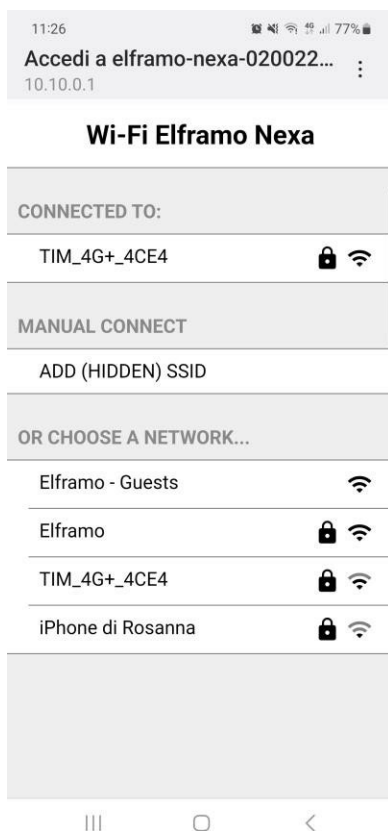 11:26 77%
Accedi a elframo-nexa-020022...
10.10.0.1
Wi-Fi Elframo Nexa
CONNECTED TO:
TIM_4G+_4CE4
MANUAL CONNECT
ADD (HIDDEN) SSID
OR CHOOSE A NETWORK...
Elframo - Guests
Elframo
TIM_4G+_4CE4
iPhone di Rosanna